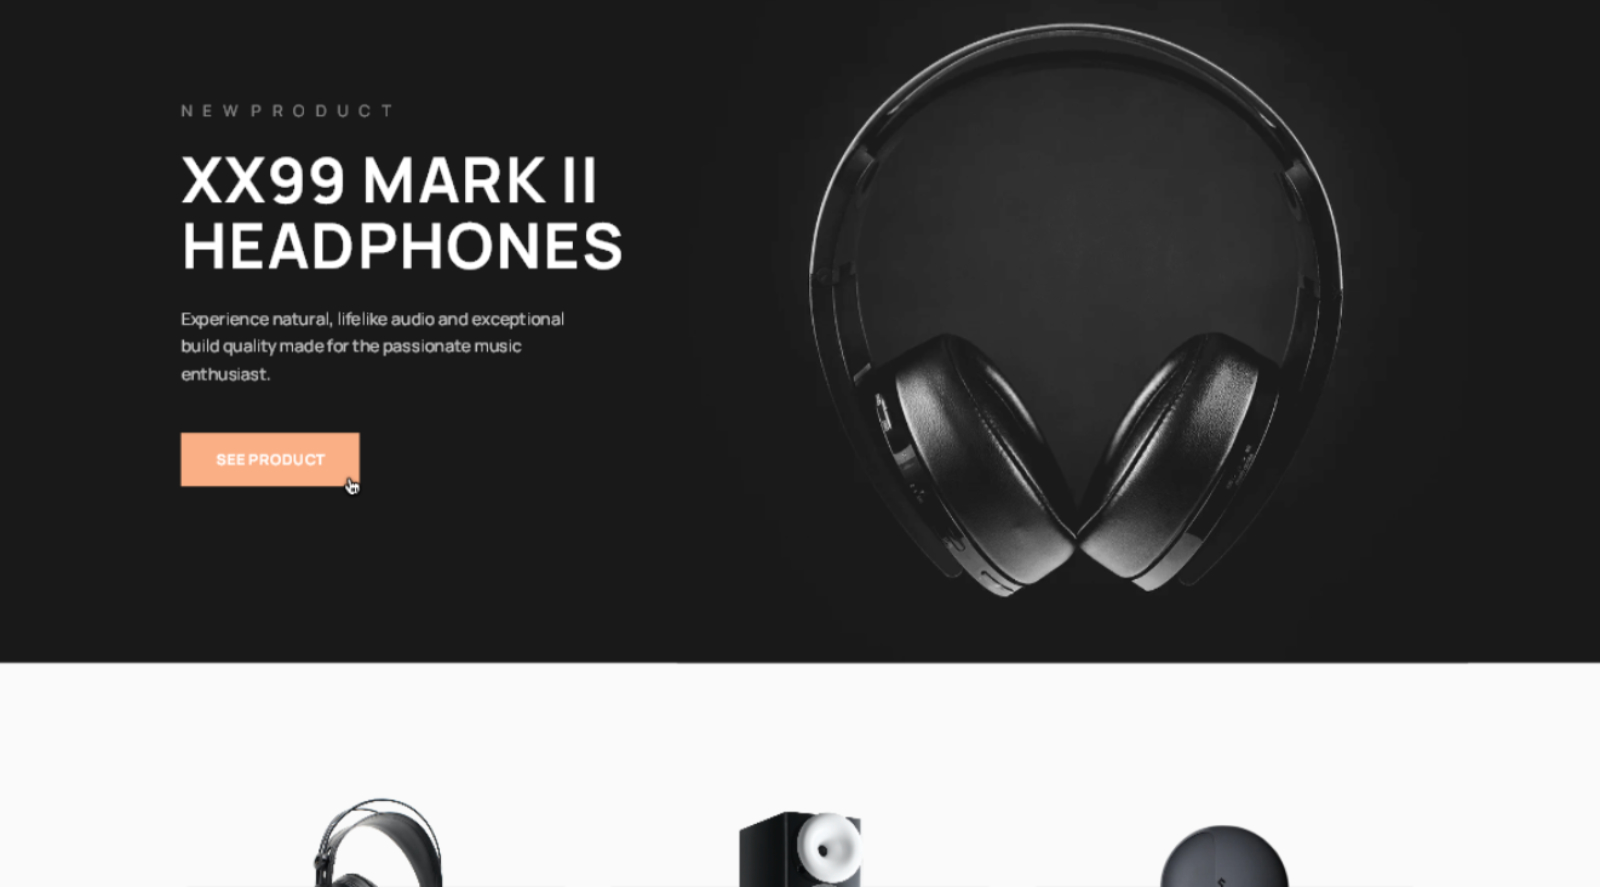 NEW PRODUCT
XX99 MARK II
HEADPHONES
Experience natural, lifelike audio and exceptional
build quality made for the passionate music
enthusiast.
SEE PRODUCT